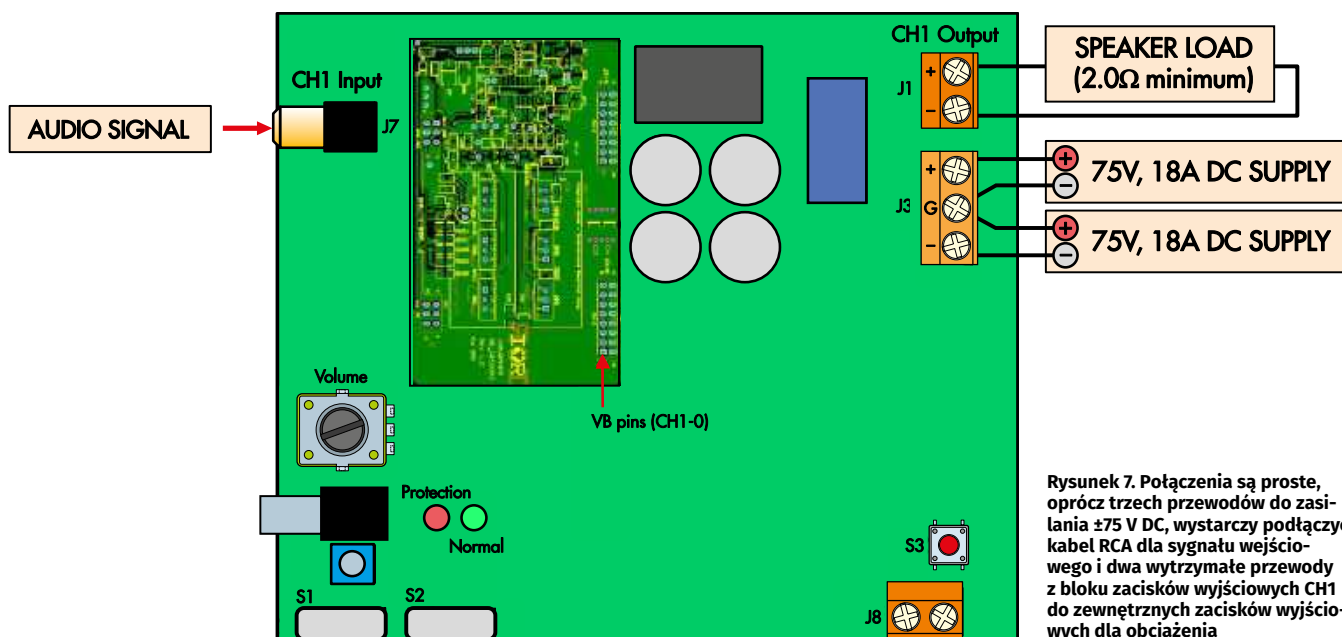 CH1 Output
SPEAKER LOAD
(2.0Ω minimum)
CH1 Input
J1
+
−
AUDIO SIGNAL
J7
J3
+
G
−
+
−
75V, 18A DC SUPPLY
+
−
75V, 18A DC SUPPLY
Volume
VB pins (CH1-0)
Protection
Normal
S1
S2
S3
J8
Rysunek 7. Połączenia są proste,
oprócz trzech przewodów do zasi-
lania ±75 V DC, wystarczy podłączyć
kabel RCA dla sygnału wejścio-
wego i dwa wytrzymałe przewody
z bloku zacisków wyjściowych CH1
do zewnętrznych zacisków wyjścio-
wych dla obciążenia